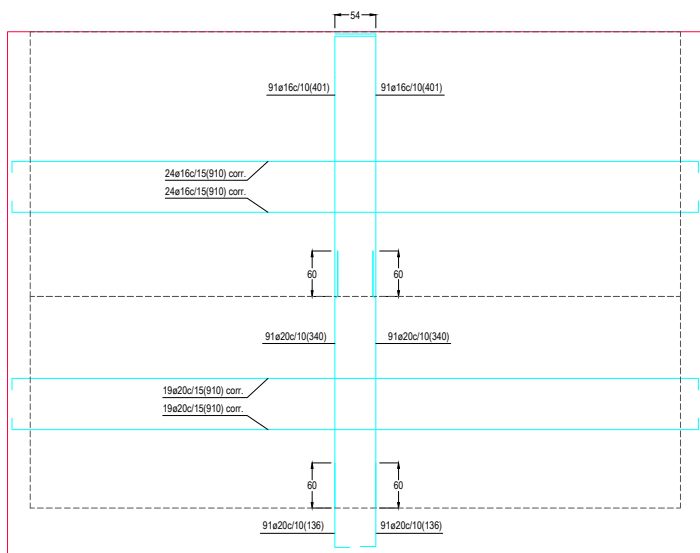 54
91ø16c/10(401) 91ø16c/10(401)
24ø16c/15(910) corr.
24ø16c/15(910) corr.
60 60
91ø20c/10(340) 91ø20c/10(340)
19ø20c/15(910) corr.
19ø20c/15(910) corr.
60 60
91ø20c/10(136) 91ø20c/10(136)